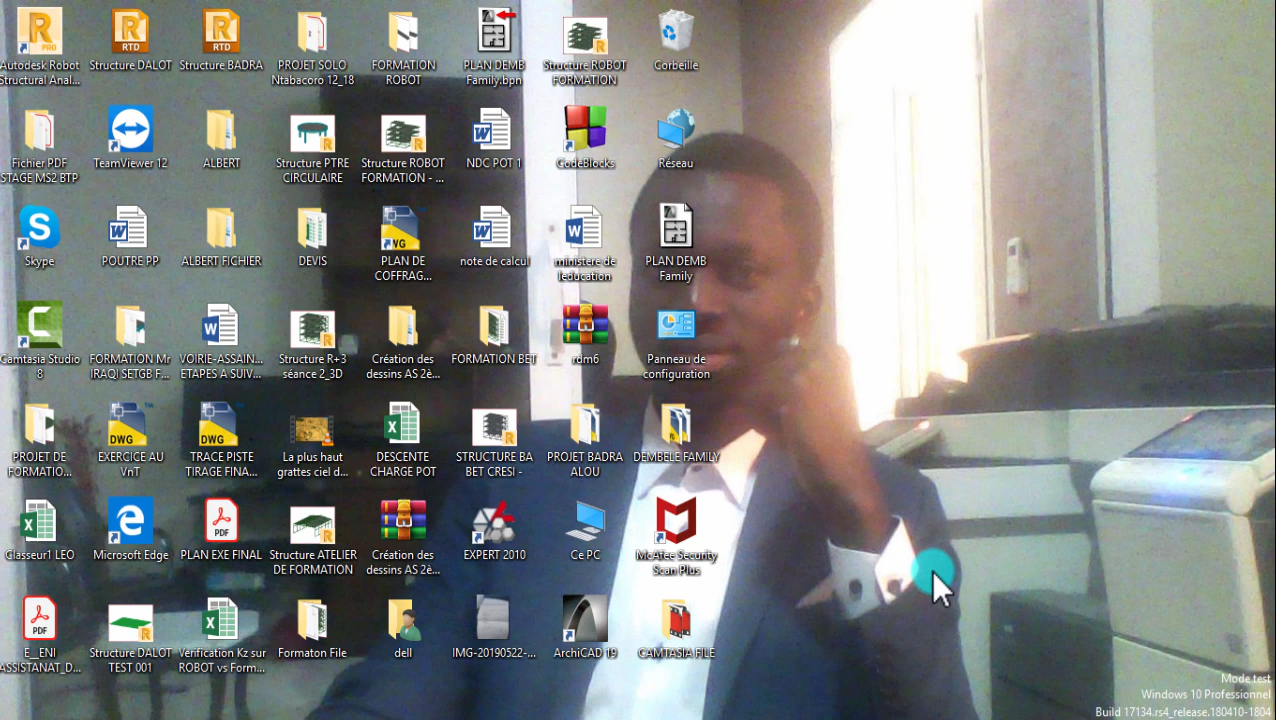 Autodesk Robot
Structural Anal...
Structure DALOT
Structure BADRA
PROJET SOLO
Ntabacoro 12_18
FORMATION
ROBOT
PLAN DEMB
Family.bpn
Structure ROBOT
FORMATION
Corbeille
Fichier PDF
STAGE MS2 BTP
TeamViewer 12
ALBERT
Structure PTRE
CIRCULAIRE
Structure ROBOT
FORMATION - ...
NDC POT 1
CodeBlocks
Réseau
Skype
POUTRE PP
ALBERT FICHIER
DEVIS
PLAN DE
COFFRAG...
note de calcul
ministere de
leducation
PLAN DEMB
Family
Camtasia Studio
8
FORMATION Mr
IRAQI SETGB F...
VOIRIE-ASSAIN...
ETAPES A SUIV...
Structure R+3
séance 2_3D
Création des
dessins AS 2è...
FORMATION BET
rdm6
Panneau de
configuration
PROJET DE
FORMATIO...
EXERCICE AU
VnT
TRACE PISTE
TIRAGE FINA...
La plus haut
grattes ciel d...
DESCENTE
CHARGE POT
STRUCTURE BA
BET CRESI -
PROJET BADRA
ALOU
DEMBELE FAMILY
Classeur1 LEO
Microsoft Edge
PLAN EXE FINAL
Structure ATELIER
DE FORMATION
Création des
dessins AS 2è...
EXPERT 2010
Ce PC
McAfee Security
Scan Plus
E__ENI
ASSISTANAT_D...
Structure DALOT
TEST 001
Verification Kz sur
ROBOT vs Form...
Formaton File
dell
IMG-20190522-...
ArchiCAD 19
CAMTASIA FILE
Mode test
Windows 10 Professionnel
Build 17134.rs4_release.180410-1804